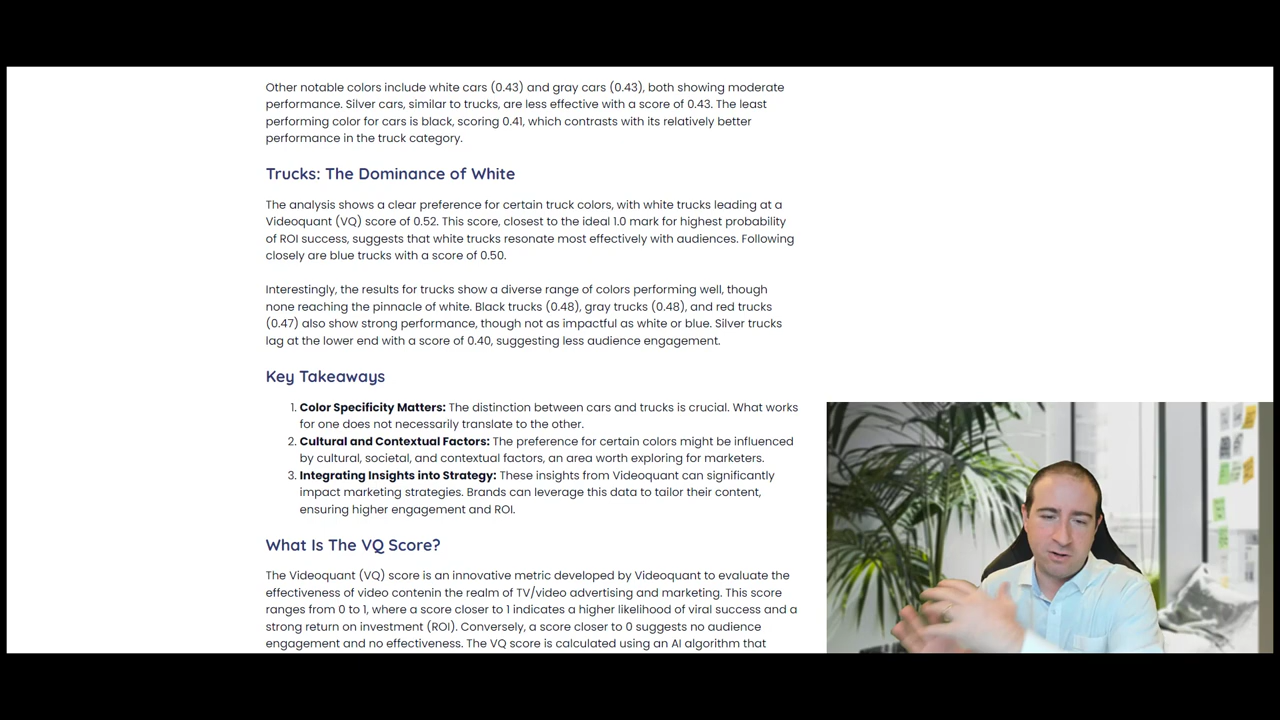 Other notable colors include white cars (0.43) and gray cars (0.43), both showing moderate
performance. Silver cars, similar to trucks, are less effective with a score of 0.43. The least
performing color for cars is black, scoring 0.41, which contrasts with its relatively better
performance in the truck category.
Trucks: The Dominance of White
The analysis shows a clear preference for certain truck colors, with white trucks leading at a
Videoquant (VQ) score of 0.52. This score, closest to the ideal 1.0 mark for highest probability
of ROI success, suggests that white trucks resonate most effectively with audiences. Following
closely are blue trucks with a score of 0.50.
Interestingly, the results for trucks show a diverse range of colors performing well, though
none reaching the pinnacle of white. Black trucks (0.48), gray trucks (0.48), and red trucks
(0.47) also show strong performance, though not as impactful as white or blue. Silver trucks
lag at the lower end with a score of 0.40, suggesting less audience engagement.
Key Takeaways
1. Color Specificity Matters: The distinction between cars and trucks is crucial. What works
for one does not necessarily translate to the other.
2. Cultural and Contextual Factors: The preference for certain colors might be influenced
by cultural, societal, and contextual factors, an area worth exploring for marketers.
3. Integrating Insights into Strategy: These insights from Videoquant can significantly
impact marketing strategies. Brands can leverage this data to tailor their content,
ensuring higher engagement and ROI.
What Is The VQ Score?
The Videoquant (VQ) score is an innovative metric developed by Videoquant to evaluate the
effectiveness of video contenin the realm of TV/video advertising and marketing. This score
ranges from 0 to 1, where a score closer to 1 indicates a higher likelihood of viral success and a
strong return on investment (ROI). Conversely, a score closer to 0 suggests no audience
engagement and no effectiveness. The VQ score is calculated using an AI algorithm that